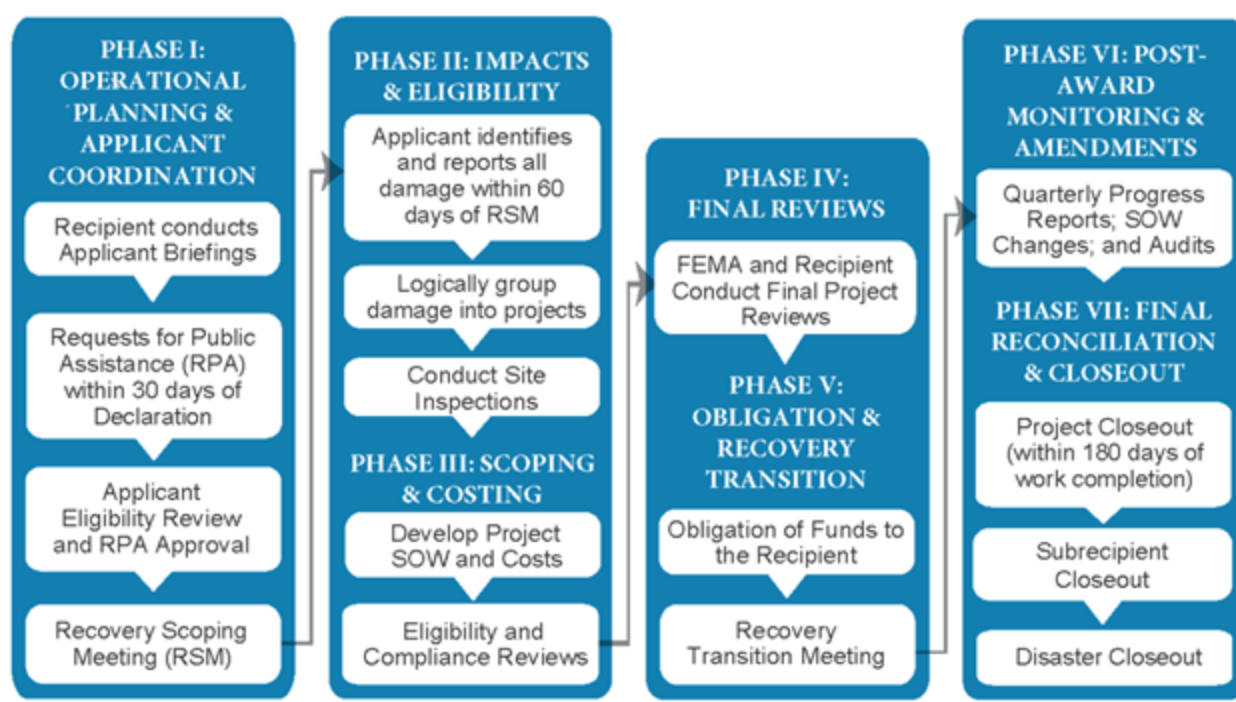 PHASE I:
OPERATIONAL
PLANNING &
APPLICANT
COORDINATION
Recipient conducts
Applicant Briefings
Requests for Public
Assistance (RPA)
within 30 days of
Declaration
Applicant
Eligibility Review
and RPA Approval
Recovery Scoping
Meeting (RSM)
PHASE II: IMPACTS
& ELIGIBILITY
Applicant identifies
and reports all
damage within 60
days of RSM
Logically group
damage into projects
Conduct Site
Inspections
PHASE III: SCOPING
& COSTING
Develop Project
SOW and Costs
Eligibility and
Compliance Reviews
PHASE IV:
FINAL REVIEWS
FEMA and Recipient
Conduct Final Project
Reviews
PHASE V:
OBLIGATION &
RECOVERY
TRANSITION
Obligation of Funds to
the Recipient
Recovery
Transition Meeting
PHASE VI: POST-
AWARD
MONITORING &
AMENDMENTS
Quarterly Progress
Reports; SOW
Changes; and Audits
PHASE VII: FINAL
RECONCILIATION
& CLOSEOUT
Project Closeout
(within 180 days of
work completion)
Subrecipient
Closeout
Disaster Closeout